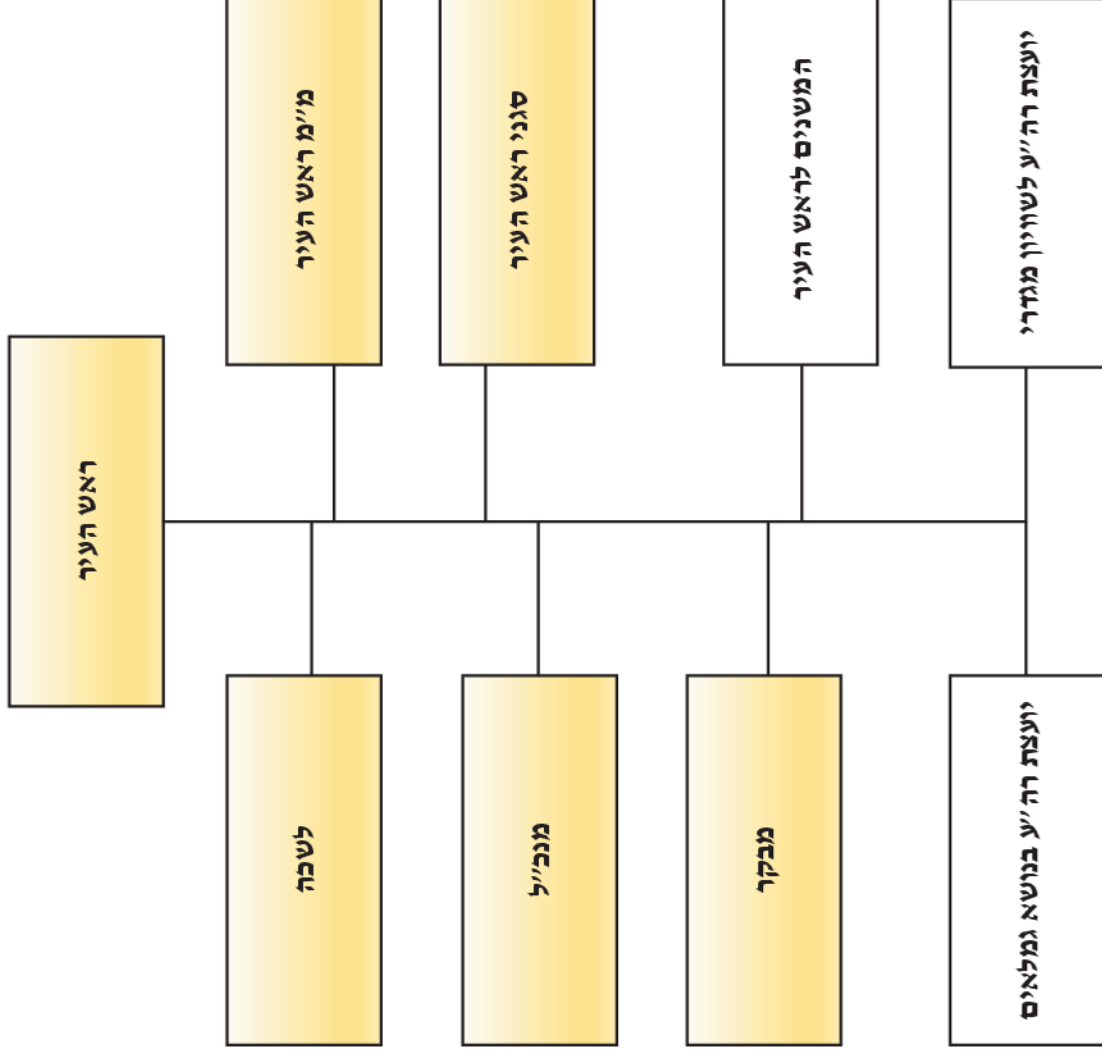 ראש העיר
מ״מ ראש העיר
לשכה
סגני ראש העיר
מנכ״ל
המשנים לראש העיר
מבקר
יועצת רה״ע לשוויון מגדרי
יועצת רה״ע בנושא גמלאים